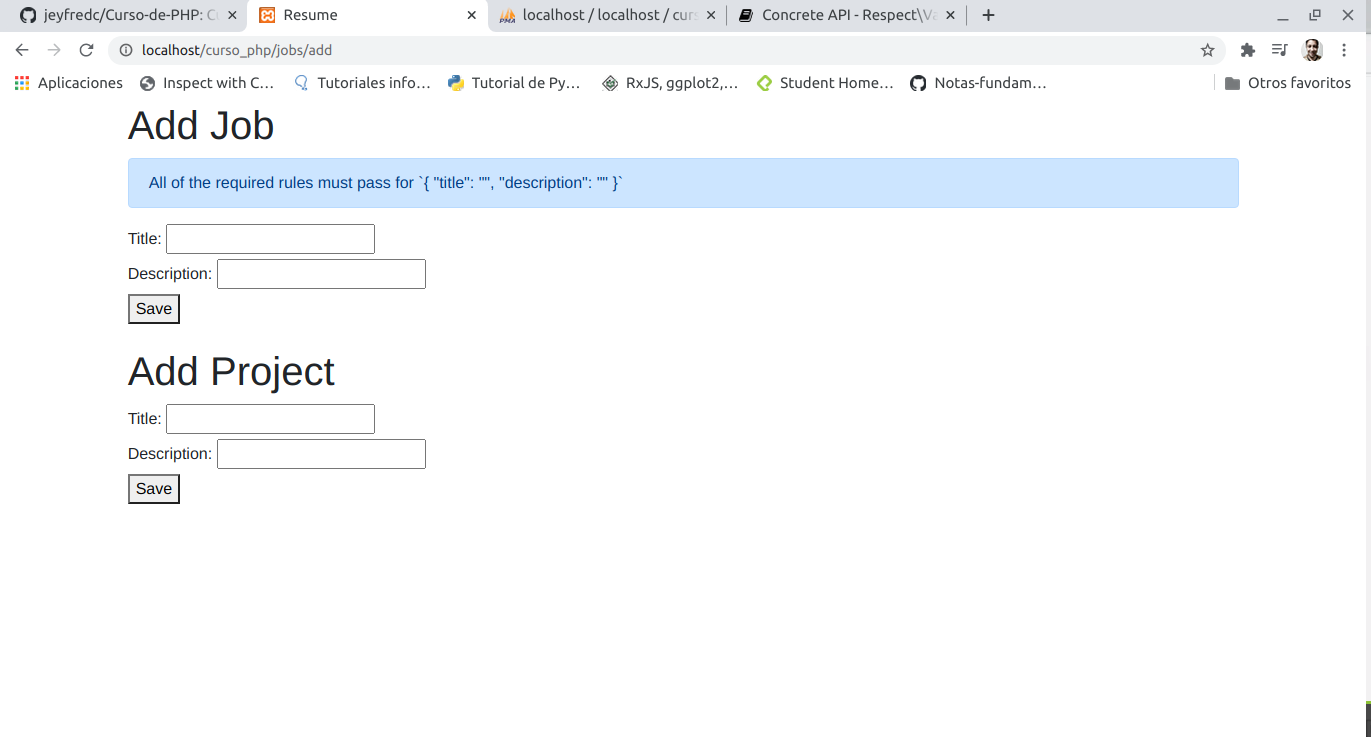 jeyfredc/Curso-de-PHP: Cu
Resume
localhost / localhost / curs
Concrete API - Respect\Va
localhost/curso_php/jobs/add
Aplicaciones
Inspect with C...
Tutoriales info...
Tutorial de Py...
RxJS, ggplot2,...
Student Home...
Notas-fundam...
Otros favoritos
Add Job
All of the required rules must pass for `{ "title": "", "description": "" }`
Title:
Description:
Save
Add Project
Title:
Description:
Save